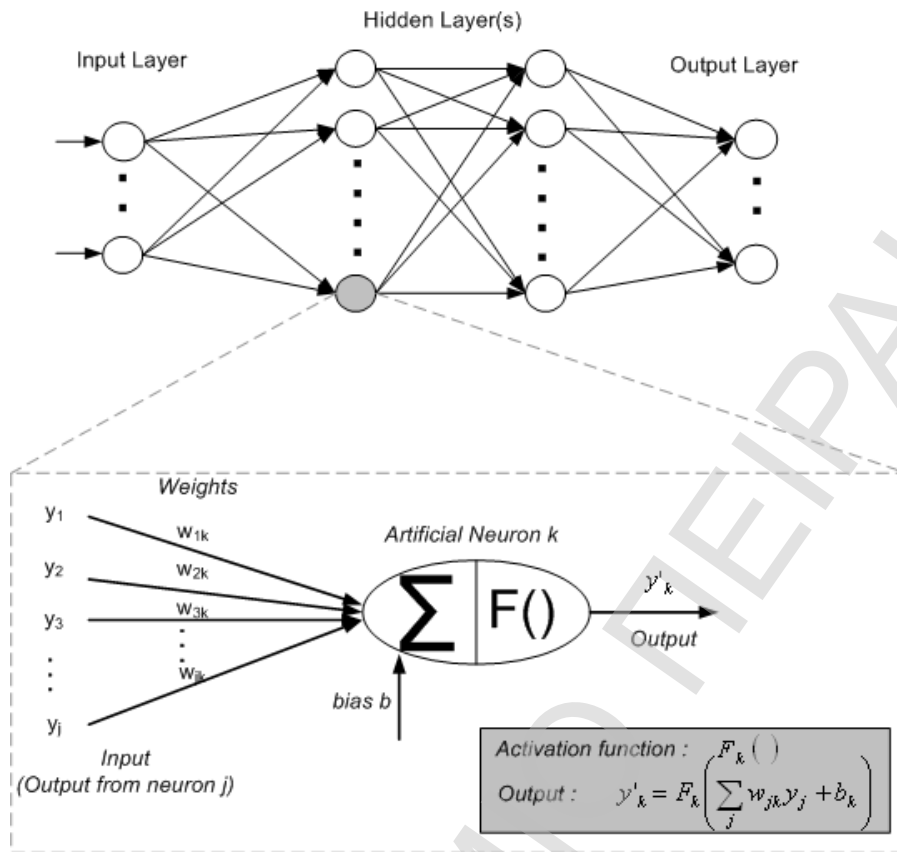 Hidden Layer(s)
Input Layer
Output Layer
Weights
y1
w1k
Artificial Neuron k
y2
w2k
y'k
y3
w3k
Σ
F()
Output
wjk
bias b
yj
Input
(Output from neuron j)
Activation function : Fk ( )
Output : y'k = Fk ( Σj wjk yj + bk )
ΠΕΙΡΑ